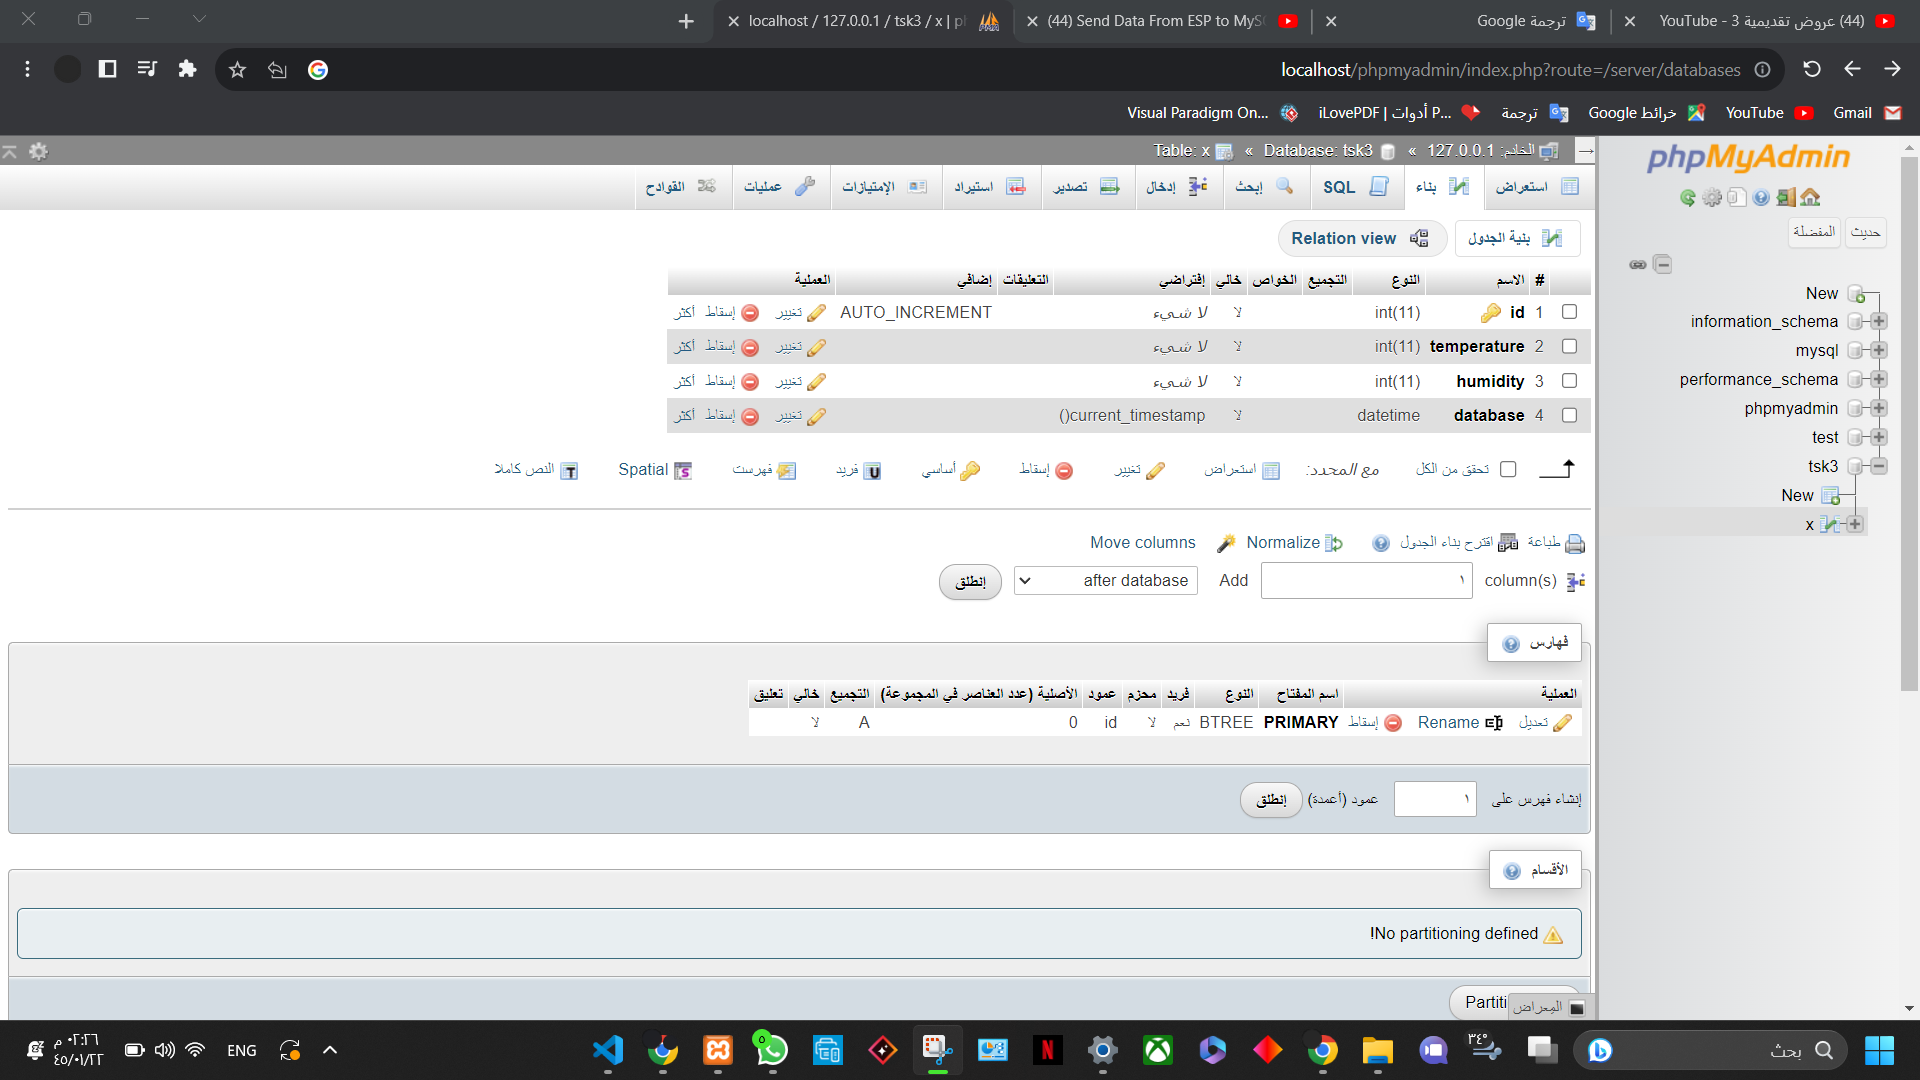 YouTube - عروض تقديمية 3 (44)
ترجمة Google
(44) Send Data From ESP to MySC
localhost / 127.0.0.1 / tsk3 / x | p
localhost/phpmyadmin/index.php?route=/server/databases
Gmail
YouTube
خرائط Google
ترجمة
iLovePDF | أدوات P...
Visual Paradigm On...
phpMyAdmin
حديث
المفضلة
New
information_schema
mysql
performance_schema
phpmyadmin
test
tsk3
New
x
الخادم: 127.0.0.1 » Database: tsk3 » Table: x
استعراض
بناء
SQL
إبحث
إدخال
تصدير
استيراد
الإمتيازات
عمليات
القوادح
بنية الجدول
Relation view
# الاسم النوع التجميع الخواص خالي إفتراضي التعليقات إضافي العملية
1 id int(11) لا لا شيء AUTO_INCREMENT تغيير إسقاط أكثر
2 temperature int(11) لا لا شيء تغيير إسقاط أكثر
3 humidity int(11) لا لا شيء تغيير إسقاط أكثر
4 database datetime لا current_timestamp() تغيير إسقاط أكثر
تحقق من الكل مع المحدد: استعراض تغيير إسقاط أساسي فريد فهرست Spatial النص كاملا
طباعة اقترح بناء الجدول Normalize Move columns
column(s) ١ Add after database إنطلق
فهارس
العملية اسم المفتاح النوع فريد محزم عمود الأصلية (عدد العناصر في المجموعة) التجميع خالي تعليق
تعديل Rename إسقاط PRIMARY BTREE نعم لا id 0 A لا
إنشاء فهرس على ١ عمود (أعمدة) إنطلق
الأقسام
No partitioning defined!
Partiti
المِعراض
بحث
٣٤°
ENG
٠٢:٢٦ م
٤٥/٠١/٢٢